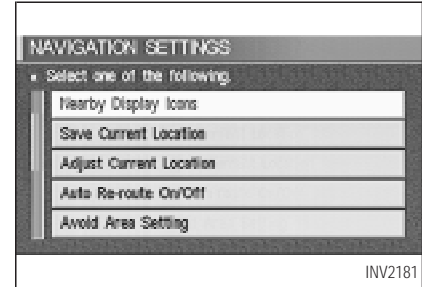 NAVIGATION SETTINGS
Select one of the following.
Nearby Display Icons
Save Current Location
Adjust Current Location
Auto Re-route On/Off
Avoid Area Setting
INV2181